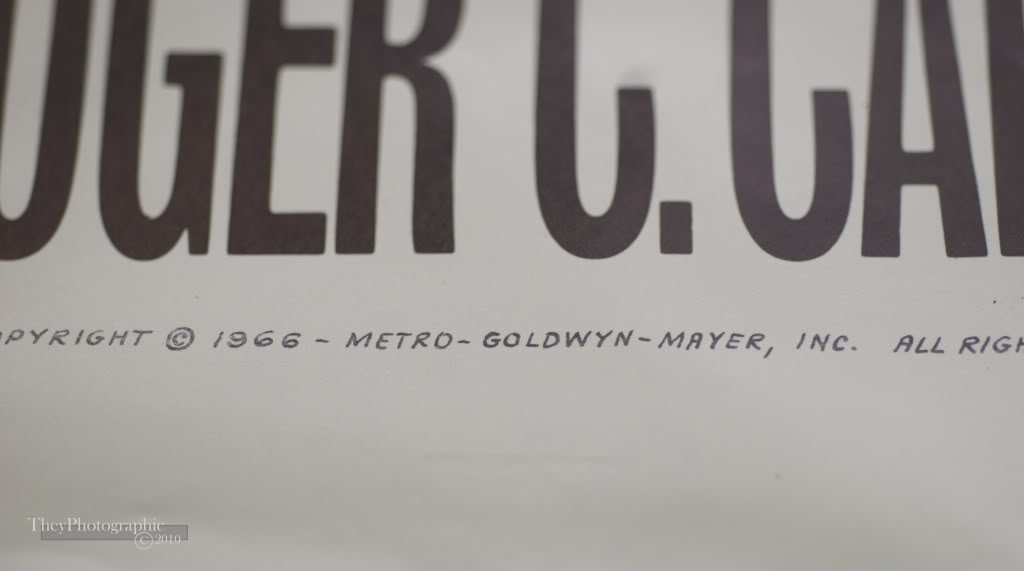 OGER C. CA
OPYRIGHT © 1966 - METRO-GOLDWYN-MAYER, INC. ALL RIGH
TheyPhotographic
©2010